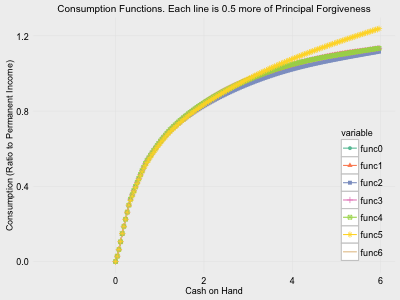 Consumption Functions. Each line is 0.5 more of Principal Forgiveness
Consumption (Ratio to Permanent Income)
1.2
0.8
0.4
0.0
0
2
4
6
Cash on Hand
variable
func0
func1
func2
func3
func4
func5
func6